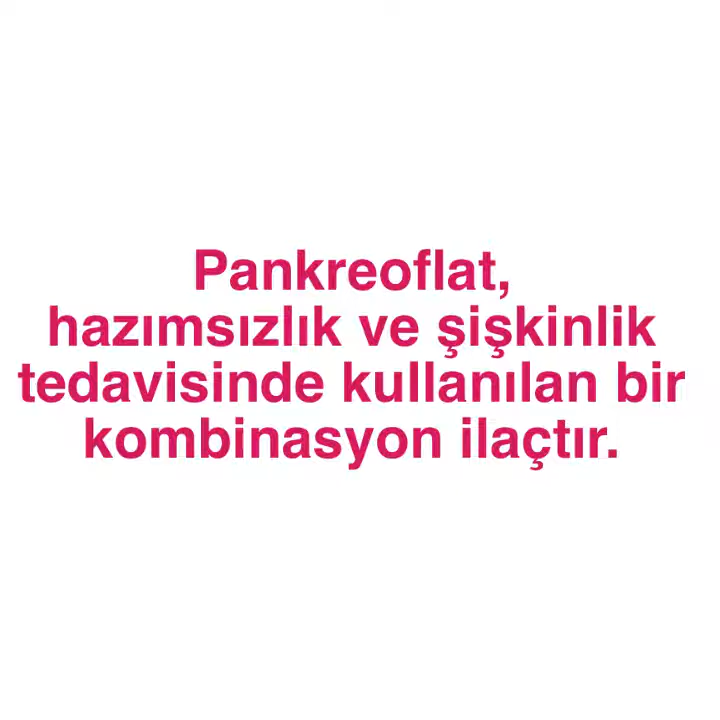 Pankreoflat,
hazımsızlık ve şişkinlik
tedavisinde kullanılan bir
kombinasyon ilaçtır.